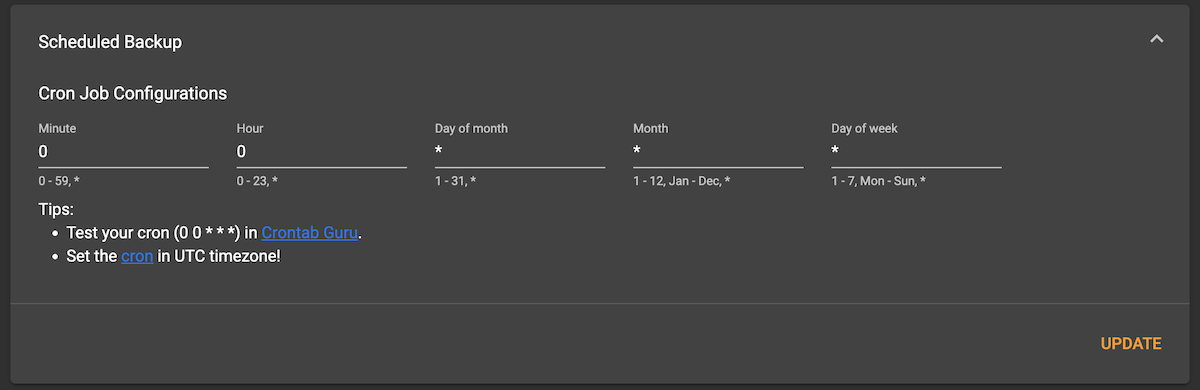 Scheduled Backup
Cron Job Configurations
Minute Hour Day of month Month Day of week
0 0 * * *
0 - 59, * 0 - 23, * 1 - 31, * 1 - 12, Jan - Dec, * 1 - 7, Mon - Sun, *
Tips:
• Test your cron (0 0 * * *) in Crontab Guru.
• Set the cron in UTC timezone!
UPDATE